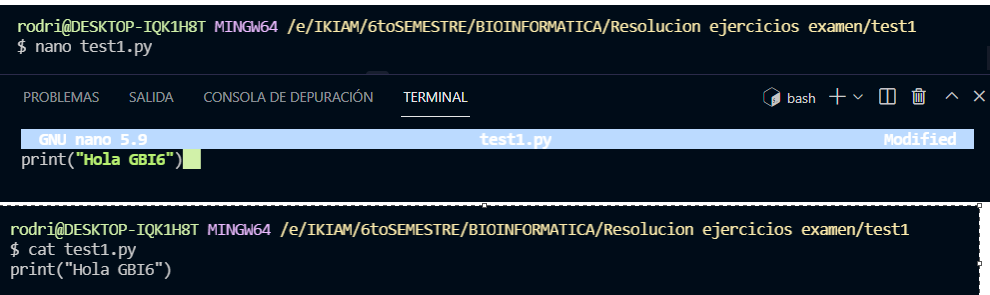 rodri@DESKTOP-IQK1H8T MINGW64 /e/IKIAM/6toSEMESTRE/BIOINFORMATICA/Resolucion ejercicios examen/test1
$ nano test1.py
PROBLEMAS SALIDA CONSOLA DE DEPURACIÓN TERMINAL bash
GNU nano 5.9 test1.py Modified
print("Hola GBI6")
rodri@DESKTOP-IQK1H8T MINGW64 /e/IKIAM/6toSEMESTRE/BIOINFORMATICA/Resolucion ejercicios examen/test1
$ cat test1.py
print("Hola GBI6")